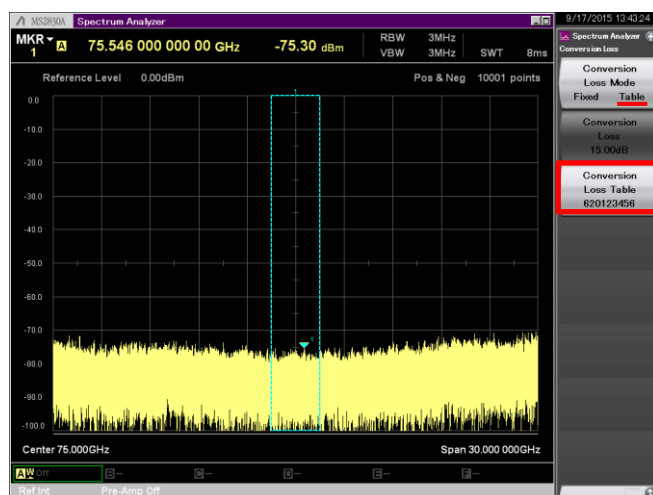 MS2830A Spectrum Analyzer
9/17/2015 13:43:24
MKR 1 A 75.546 000 000 00 GHz -75.30 dBm
RBW 3MHz
VBW 3MHz SWT 8ms
Reference Level 0.00dBm Pos & Neg 10001 points
1
0.0
-10.0
-20.0
-30.0
-40.0
-50.0
-60.0
-70.0
-80.0
-90.0
-100.0
1
Center 75.000GHz Span 30.000 000GHz
A W Off B— C— D— E— F—
Ref.Int Pre-Amp Off
Spectrum Analyzer
Conversion Loss
Conversion
Loss Mode
Fixed Table
Conversion
Loss
15.00dB
Conversion
Loss Table
620123456